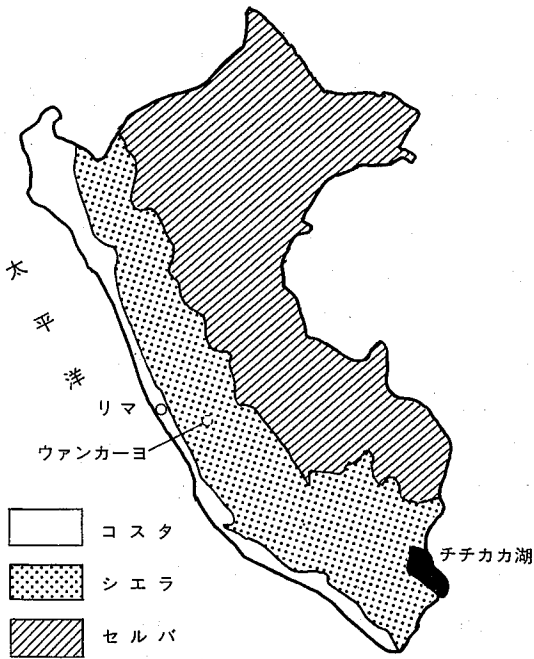 太平洋
リマ
ウァンカーヨ
チチカカ湖
コスタ
シエラ
セルバ